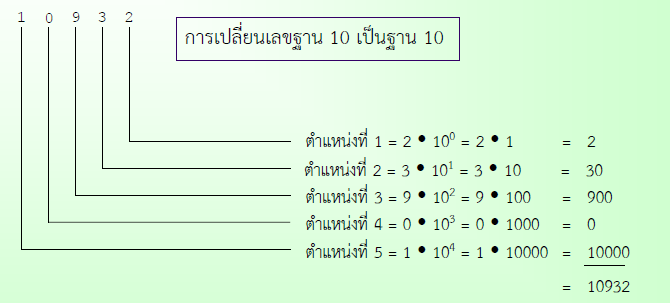 1 0 9 3 2
การเปลี่ยนเลขฐาน 10 เป็นฐาน 10
ตำแหน่งที่ 1 = 2 • 10⁰ = 2 • 1 = 2
ตำแหน่งที่ 2 = 3 • 10¹ = 3 • 10 = 30
ตำแหน่งที่ 3 = 9 • 10² = 9 • 100 = 900
ตำแหน่งที่ 4 = 0 • 10³ = 0 • 1000 = 0
ตำแหน่งที่ 5 = 1 • 10⁴ = 1 • 10000 = 10000
= 10932